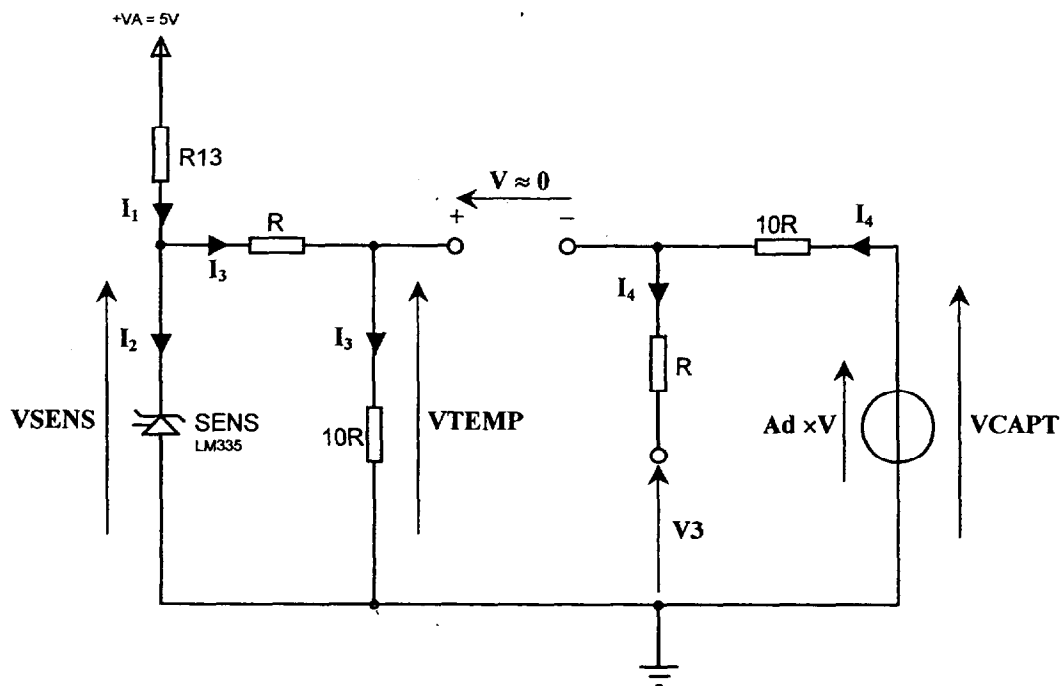 +VA = 5V
R13
I1
R
I3
V ≈ 0
+
−
10R
I4
I4
I2
I3
R
VSENS
SENS
LM335
10R
VTEMP
Ad ×V
VCAPT
V3